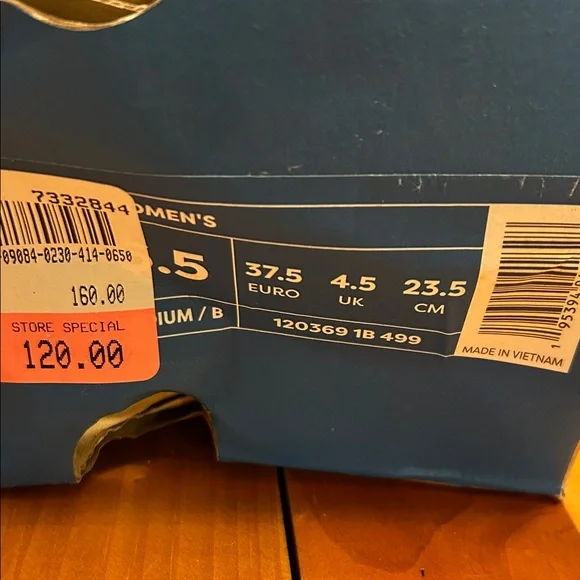 7332844
09084-0230-414-0650
160.00
STORE SPECIAL
120.00
OMEN'S
.5
37.5
EURO
4.5
UK
23.5
CM
IUM / B
120369 1B 499
MADE IN VIETNAM